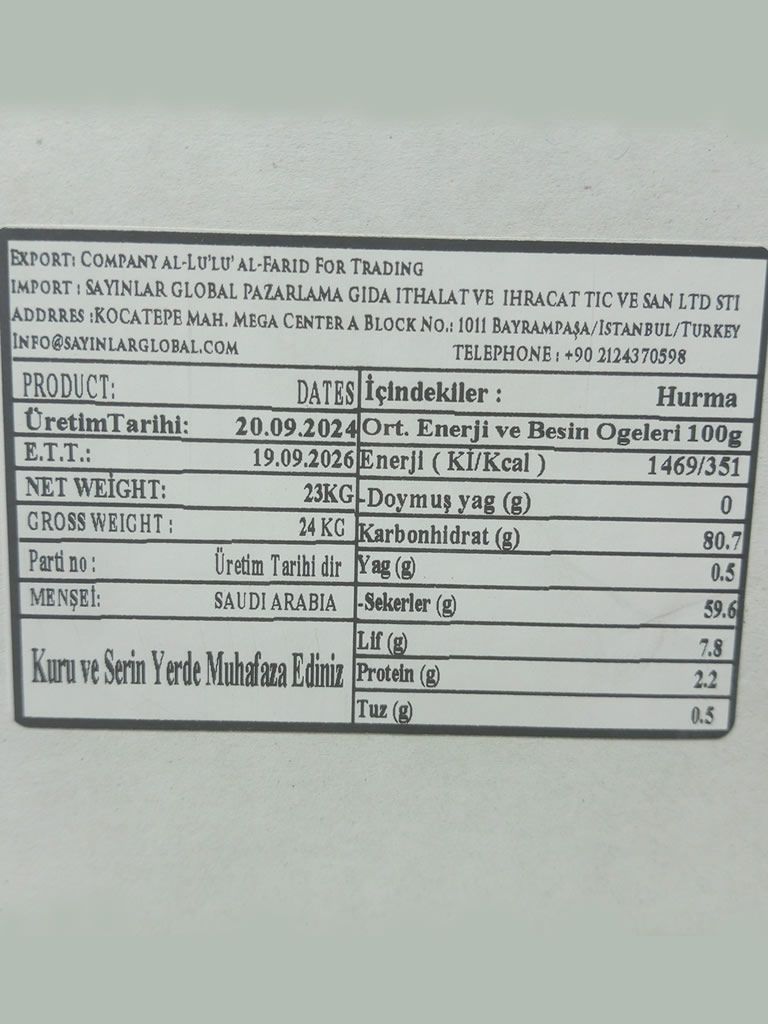 EXPORT: COMPANY AL-LU'LU' AL-FARID FOR TRADING
IMPORT : SAYINLAR GLOBAL PAZARLAMA GIDA ITHALAT VE IHRACAT TIC VE SAN LTD STI
ADDRRES :KOCATEPE MAH. MEGA CENTER A BLOCK NO.: 1011 BAYRAMPAŞA/ISTANBUL/TURKEY
INFO@SAYINLARGLOBAL.COM TELEPHONE : +90 2124370598
PRODUCT: DATES
ÜretimTarihi: 20.09.2024
E.T.T.: 19.09.2026
NET WEİGHT: 23KG
GROSS WEIGHT : 24 KG
Parti no : Üretim Tarihi dir
MENŞEİ: SAUDI ARABIA
Kuru ve Serin Yerde Muhafaza Ediniz
İçindekiler : Hurma
Ort. Enerji ve Besin Ogeleri 100g
Enerji ( Kİ/Kcal ) 1469/351
-Doymuş yag (g) 0
Karbonhidrat (g) 80.7
Yag (g) 0.5
-Sekerler (g) 59.6
Lif (g) 7.8
Protein (g) 2.2
Tuz (g) 0.5